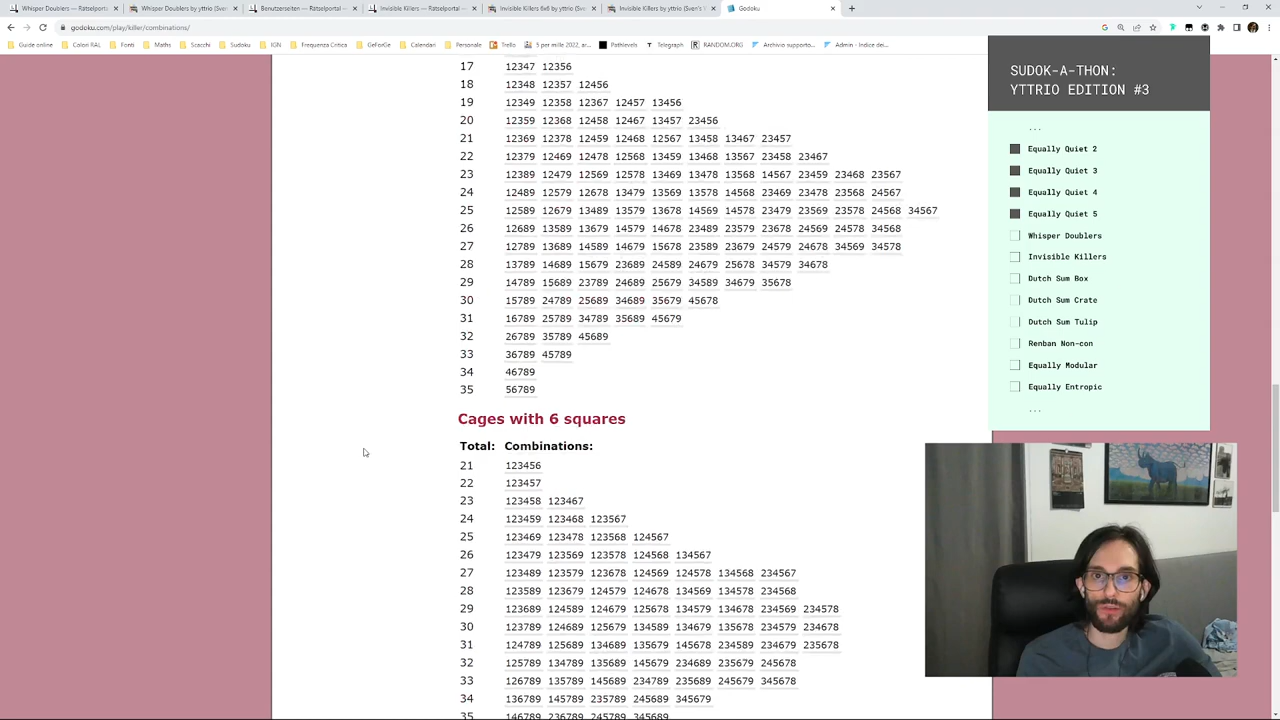 Whisper Doublers — Rätselportal
Whisper Doublers by yttrio (Sven
Benutzerseiten — Rätselportal
Invisible Killers — Rätselportal
Invisible Killers 6x6 by yttrio (Sv
Invisible Killers by yttrio (Sven's
Godoku
godoku.com/play/killer/combinations/
Guide online
Colori RAL
Fonti
Maths
Scacchi
Sudoku
IGN
Frequenza Critica
GeForGe
Calendari
Personale
Trello
5 per mille 2022, ar...
Pathlevels
Telegraph
RANDOM.ORG
Archivio supporto...
Admin - Indice dei...
17 12347 12356
18 12348 12357 12456
19 12349 12358 12367 12457 13456
20 12359 12368 12458 12467 13457 23456
21 12369 12378 12459 12468 12567 13458 13467 23457
22 12379 12469 12478 12568 13459 13468 13567 23458 23467
23 12389 12479 12569 12578 13469 13478 13568 14567 23459 23468 23567
24 12489 12579 12678 13479 13569 13578 14568 23469 23478 23568 24567
25 12589 12679 13489 13579 13678 14569 14578 23479 23569 23578 24568 34567
26 12689 13589 13679 14579 14678 23489 23579 23678 24569 24578 34568
27 12789 13689 14589 14679 15678 23589 23679 24579 24678 34569 34578
28 13789 14689 15679 23689 24589 24679 25678 34579 34678
29 14789 15689 23789 24689 25679 34589 34679 35678
30 15789 24789 25689 34689 35679 45678
31 16789 25789 34789 35689 45679
32 26789 35789 45689
33 36789 45789
34 46789
35 56789
Cages with 6 squares
Total: Combinations:
21 123456
22 123457
23 123458 123467
24 123459 123468 123567
25 123469 123478 123568 124567
26 123479 123569 123578 124568 134567
27 123489 123579 123678 124569 124578 134568 234567
28 123589 123679 124579 124678 134569 134578 234568
29 123689 124589 124679 125678 134579 134678 234569 234578
30 123789 124689 125679 134589 134679 135678 234579 234678
31 124789 125689 134689 135679 145678 234589 234679 235678
32 125789 134789 135689 145679 234689 235679 245678
33 126789 135789 145689 234789 235689 245679 345678
34 136789 145789 235789 245689 345679
35 146789 236789 245789 345689
SUDOK-A-THON:
YTTRIO EDITION #3
...
Equally Quiet 2
Equally Quiet 3
Equally Quiet 4
Equally Quiet 5
Whisper Doublers
Invisible Killers
Dutch Sum Box
Dutch Sum Crate
Dutch Sum Tulip
Renban Non-con
Equally Modular
Equally Entropic
...